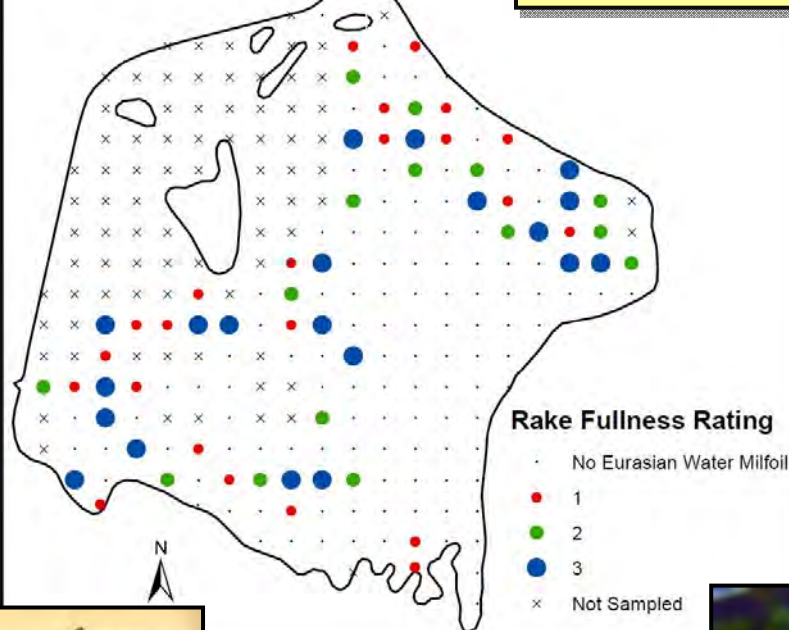 Rake Fullness Rating
· No Eurasian Water Milfoil
1
2
3
× Not Sampled
N